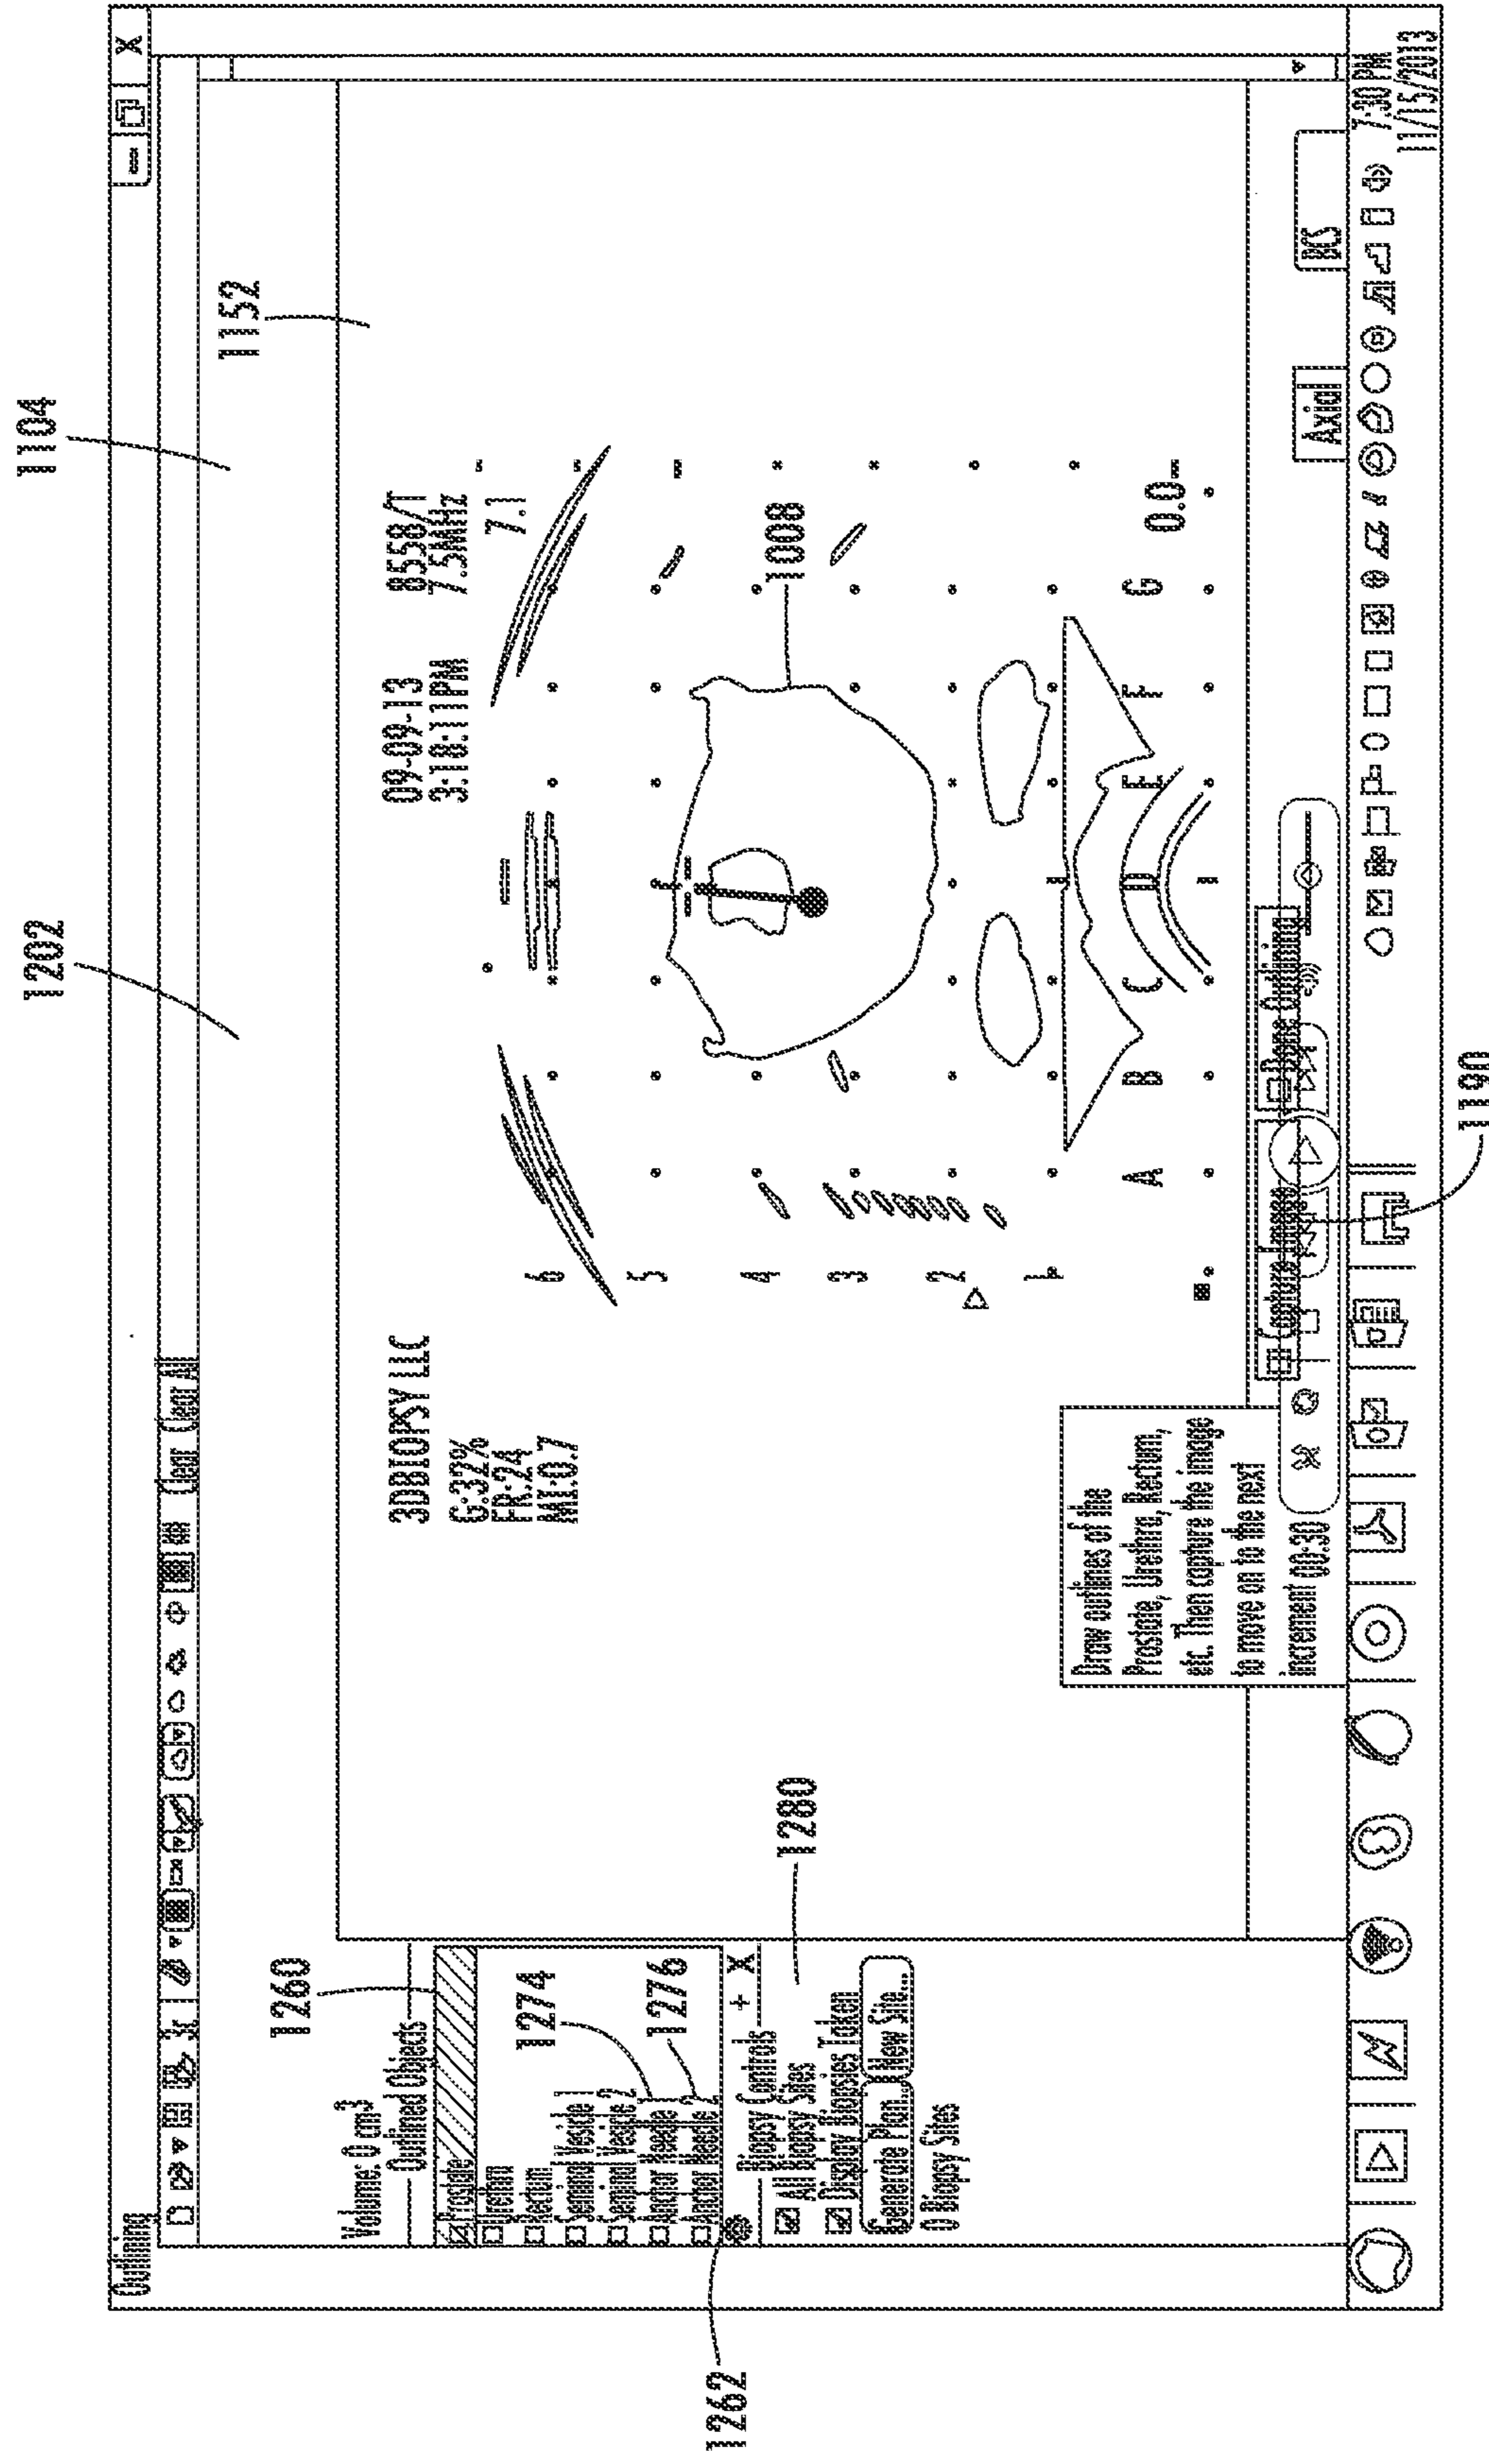 1202
1104
Outlining
X
Clear Clear All
1260
1152
Volume: 0 cm3
Outlined Objects
Prostate
Urethra
Rectum
Seminal Vesicle 1
Seminal Vesicle 2
Anchor Needle 1
Anchor Needle 2
1274
1276
+ X
1262
Biopsy Controls
All Biopsy Sites
Display Biopsies Taken
Generate Plan... New Site...
0 Biopsy Sites
1280
3DBIOPSY LLC
G:32%
FR:24
MI:0.7
09-09-13
3:18:11PM
8558/T
7.5MHz
7.1
6
5
4
3
2
1
1008
A B C D E F G
0.0
Draw outlines of the
Prostate, Urethra, Rectum,
etc. Then capture the image
to move on to the next
increment 00:30
Capture Image
Done Outlining
Axial
BCS
1190
7:30 PM
11/15/2013